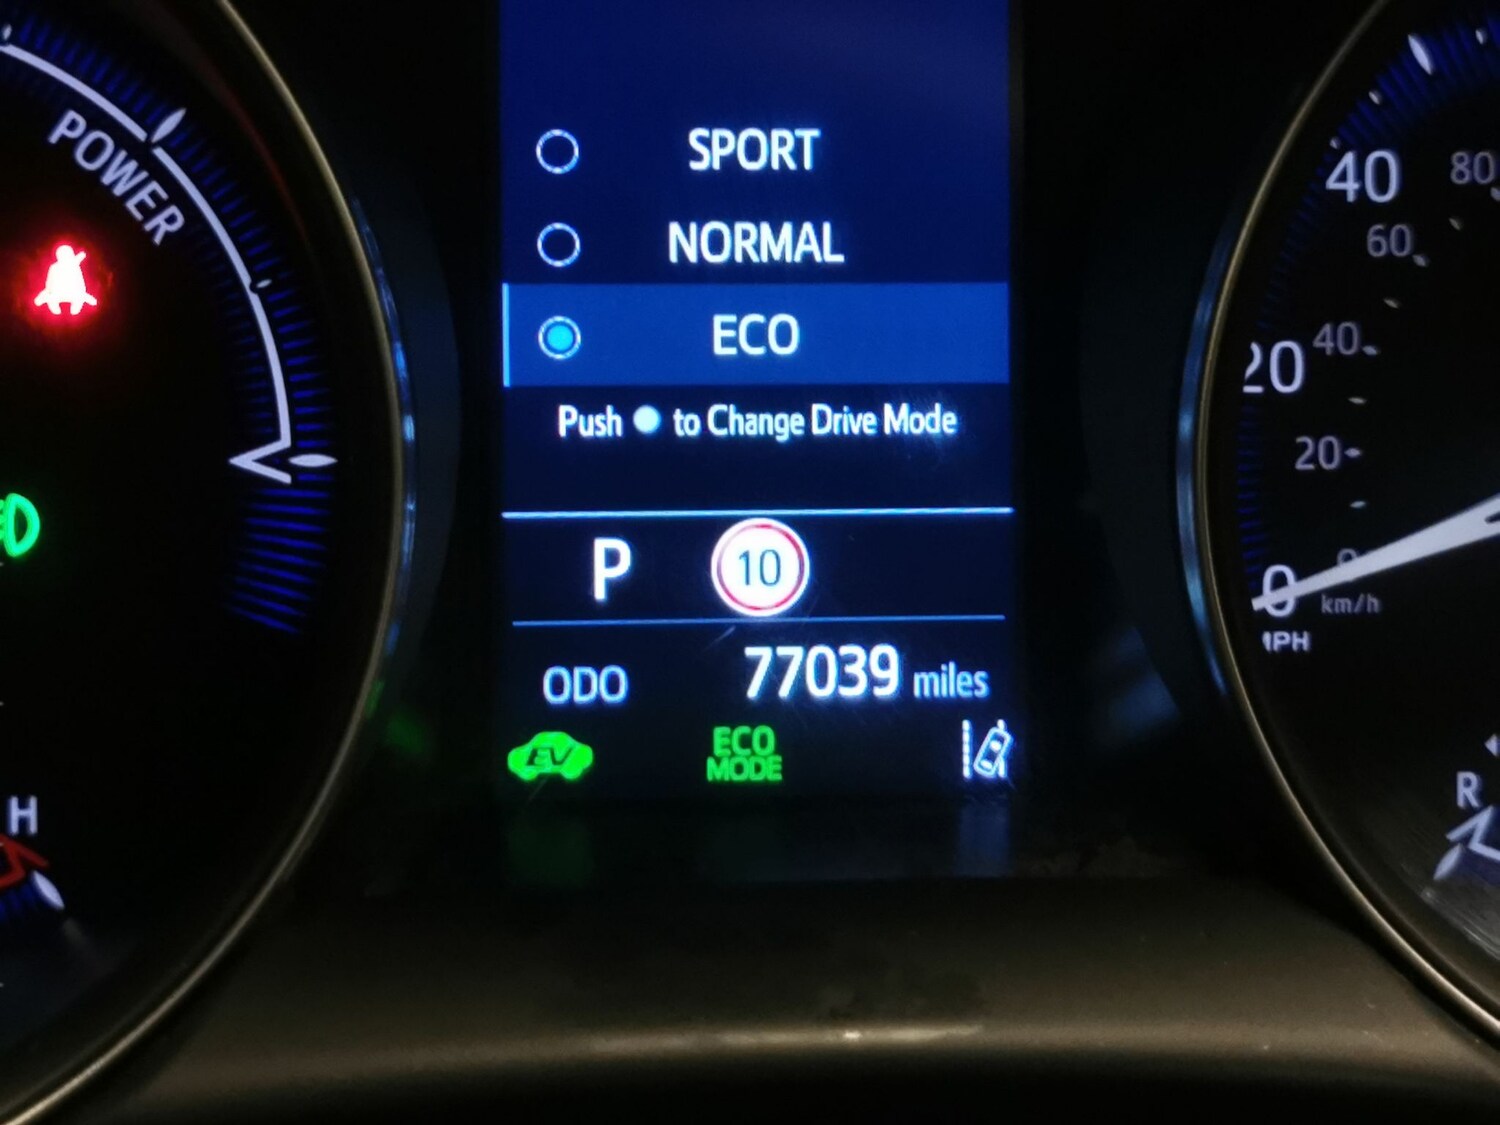 POWER
SPORT
NORMAL
ECO
Push to Change Drive Mode
P 10
ODO 77039 miles
EV ECO MODE
H
40 80
60
20 40
20
0 0
km/h
MPH
R